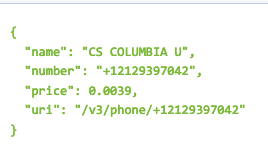 {
"name": "CS COLUMBIA U",
"number": "+12129397042",
"price": 0.0039,
"uri": "/v3/phone/+12129397042"
}